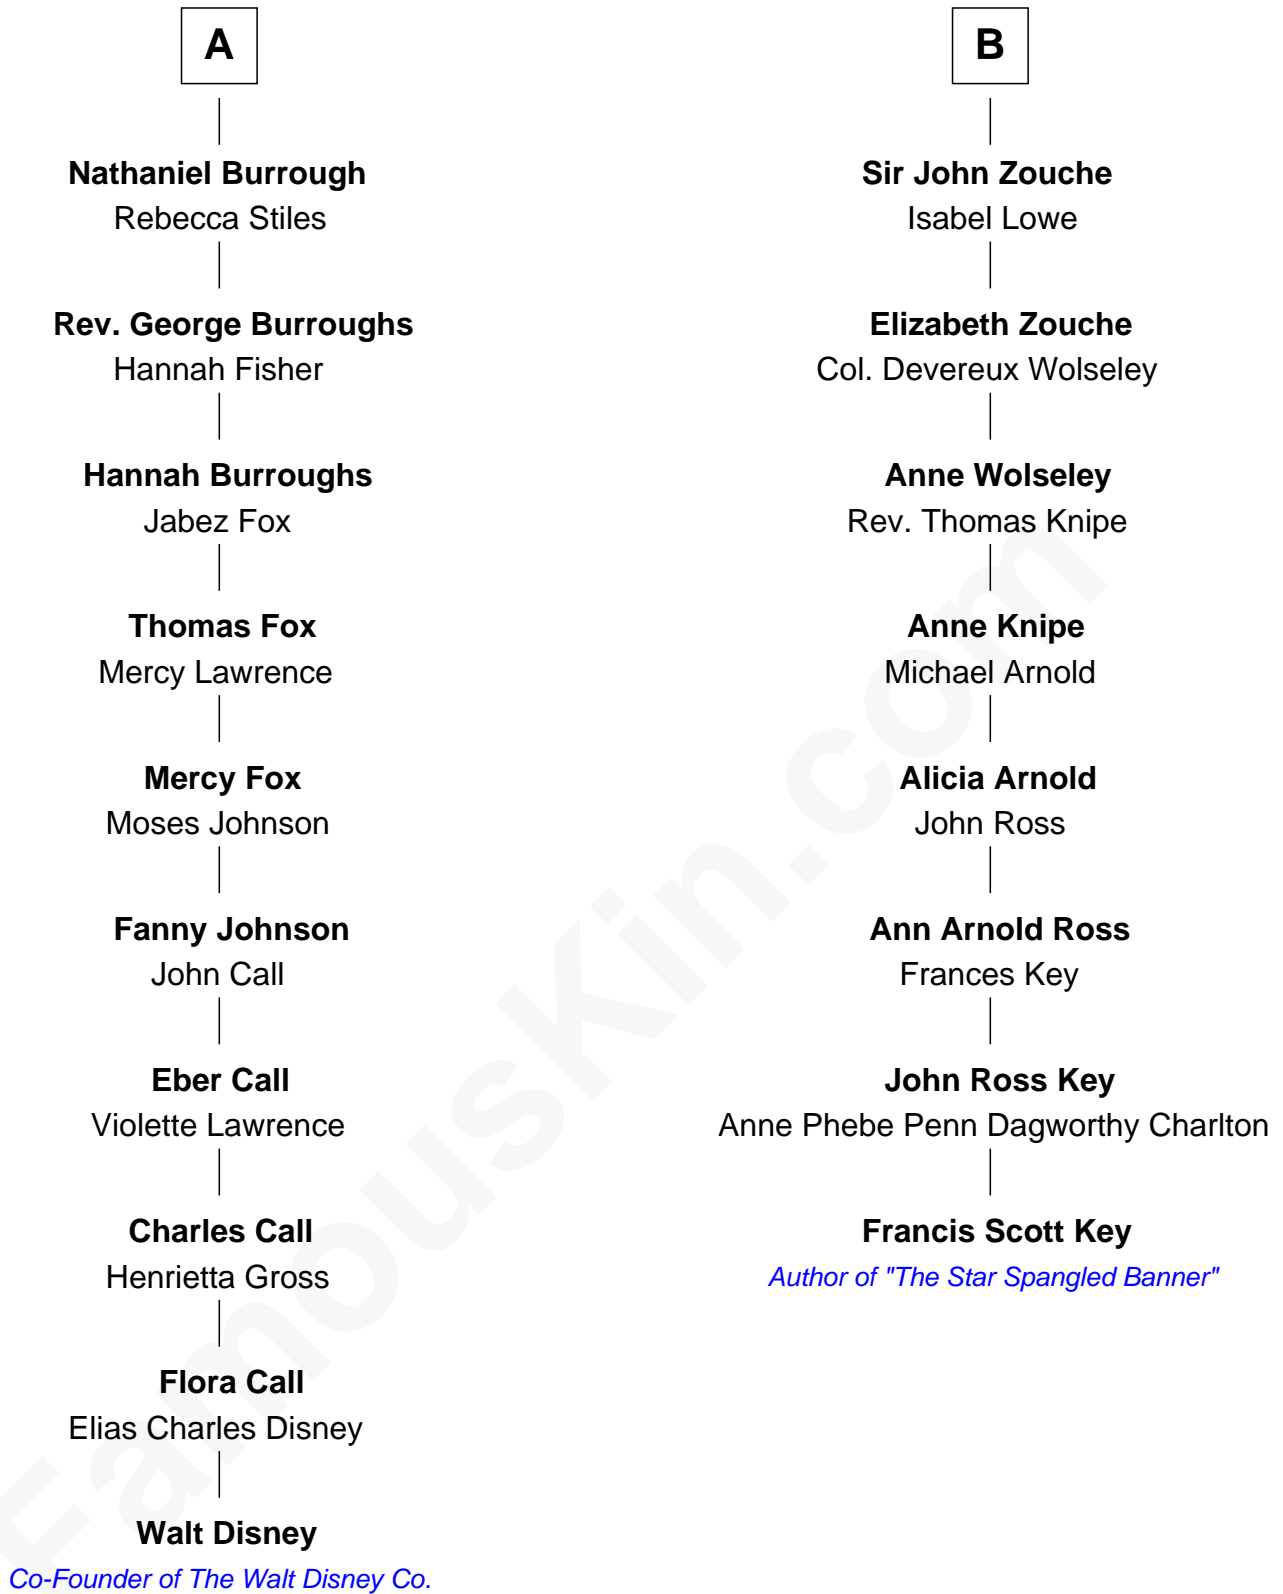 A
Nathaniel Burrough
Rebecca Stiles
Rev. George Burroughs
Hannah Fisher
Hannah Burroughs
Jabez Fox
Thomas Fox
Mercy Lawrence
Mercy Fox
Moses Johnson
Fanny Johnson
John Call
Eber Call
Violette Lawrence
Charles Call
Henrietta Gross
Flora Call
Elias Charles Disney
Walt Disney
Co-Founder of The Walt Disney Co.
B
Sir John Zouche
Isabel Lowe
Elizabeth Zouche
Col. Devereux Wolseley
Anne Wolseley
Rev. Thomas Knipe
Anne Knipe
Michael Arnold
Alicia Arnold
John Ross
Ann Arnold Ross
Frances Key
John Ross Key
Anne Phebe Penn Dagworthy Charlton
Francis Scott Key
Author of "The Star Spangled Banner"
FamousKin.com